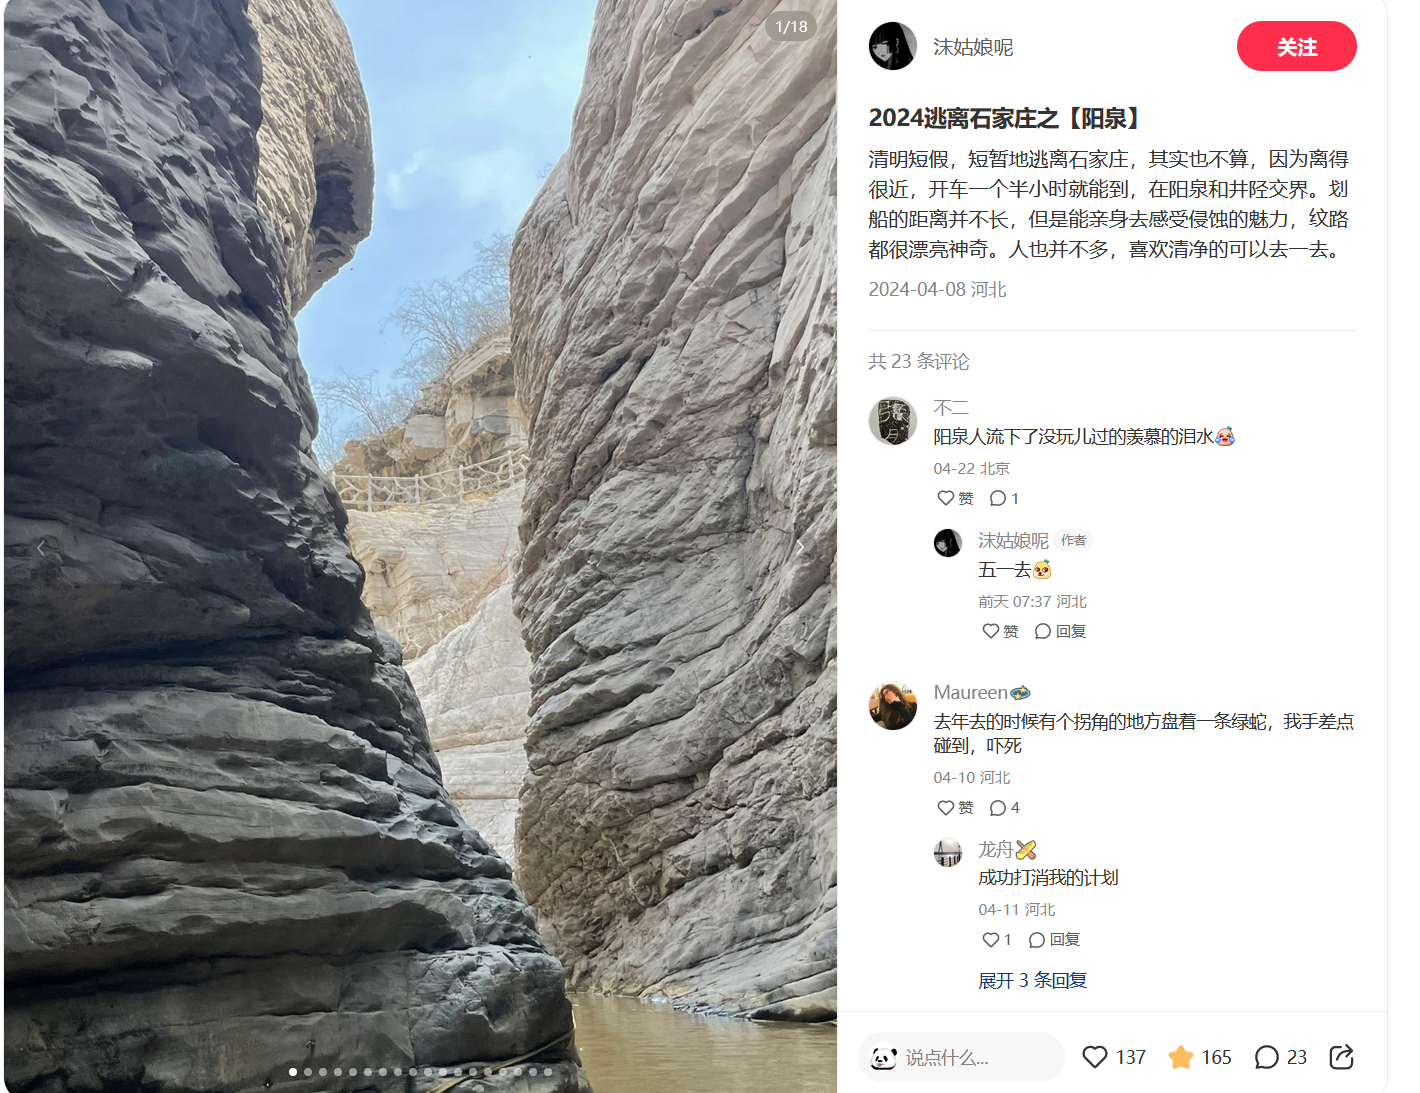 1/18
沫姑娘呢
关注
2024逃离石家庄之【阳泉】
清明短假，短暂地逃离石家庄，其实也不算，因为离得
很近，开车一个半小时就能到，在阳泉和井陉交界。划
船的距离并不长，但是能亲身去感受侵蚀的魅力，纹路
都很漂亮神奇。人也并不多，喜欢清净的可以去一去。
2024-04-08 河北
共 23 条评论
不二
阳泉人流下了没玩儿过的羡慕的泪水
04-22 北京
赞 1
沫姑娘呢 作者
五一去
前天 07:37 河北
赞 回复
Maureen
去年去的时候有个拐角的地方盘着一条绿蛇，我手差点
碰到，吓死
04-10 河北
赞 4
龙舟
成功打消我的计划
04-11 河北
1 回复
展开 3 条回复
说点什么... 137 165 23